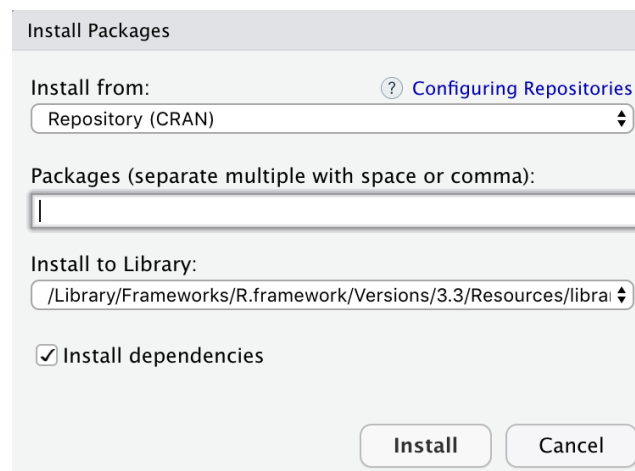 Install Packages
Install from:
? Configuring Repositories
Repository (CRAN)
Packages (separate multiple with space or comma):
Install to Library:
/Library/Frameworks/R.framework/Versions/3.3/Resources/librar
Install dependencies
Install
Cancel